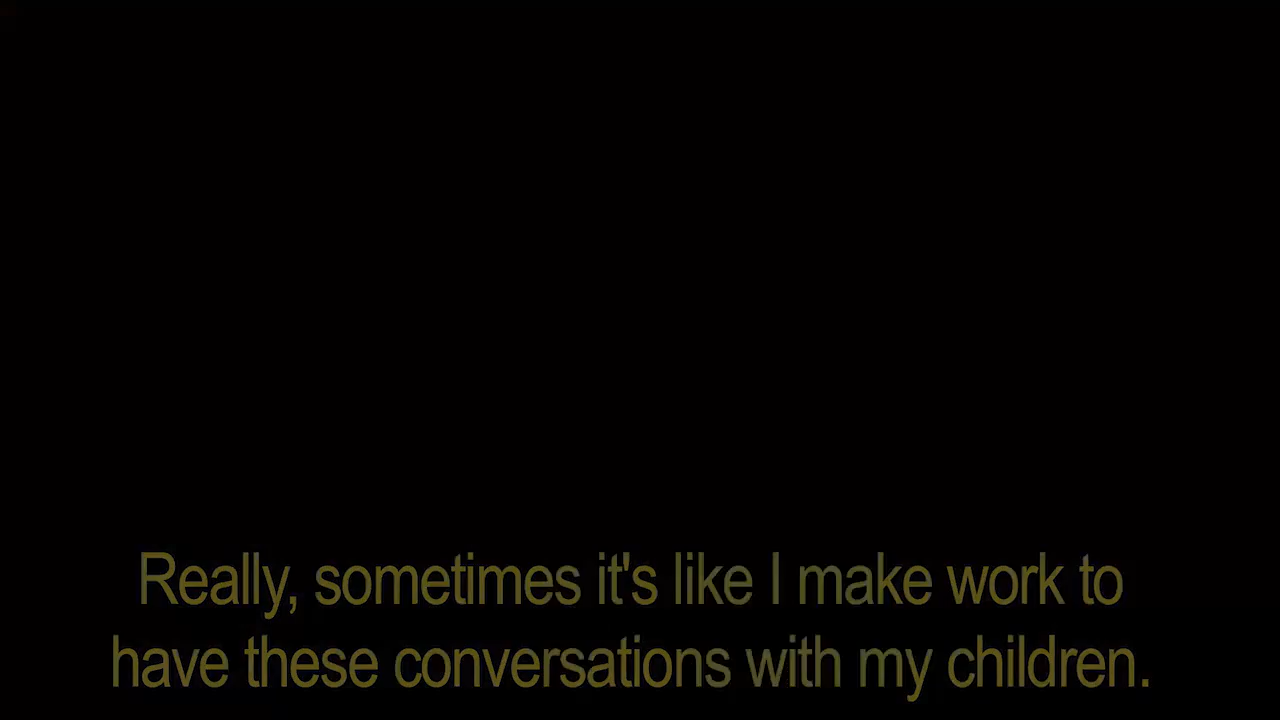 Really, sometimes it's like I make work to
have these conversations with my children.